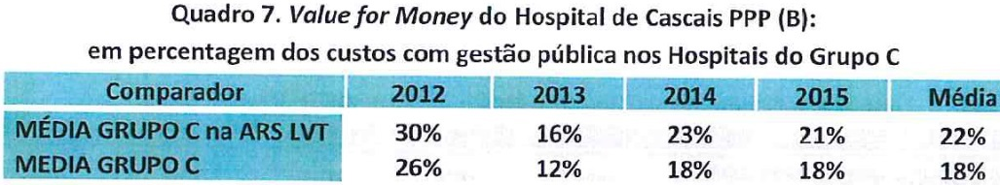 Quadro 7. Value for Money do Hospital de Cascais PPP (B):
em percentagem dos custos com gestão pública nos Hospitais do Grupo C
Comparador 2012 2013 2014 2015 Média
MÉDIA GRUPO C na ARS LVT 30% 16% 23% 21% 22%
MEDIA GRUPO C 26% 12% 18% 18% 18%